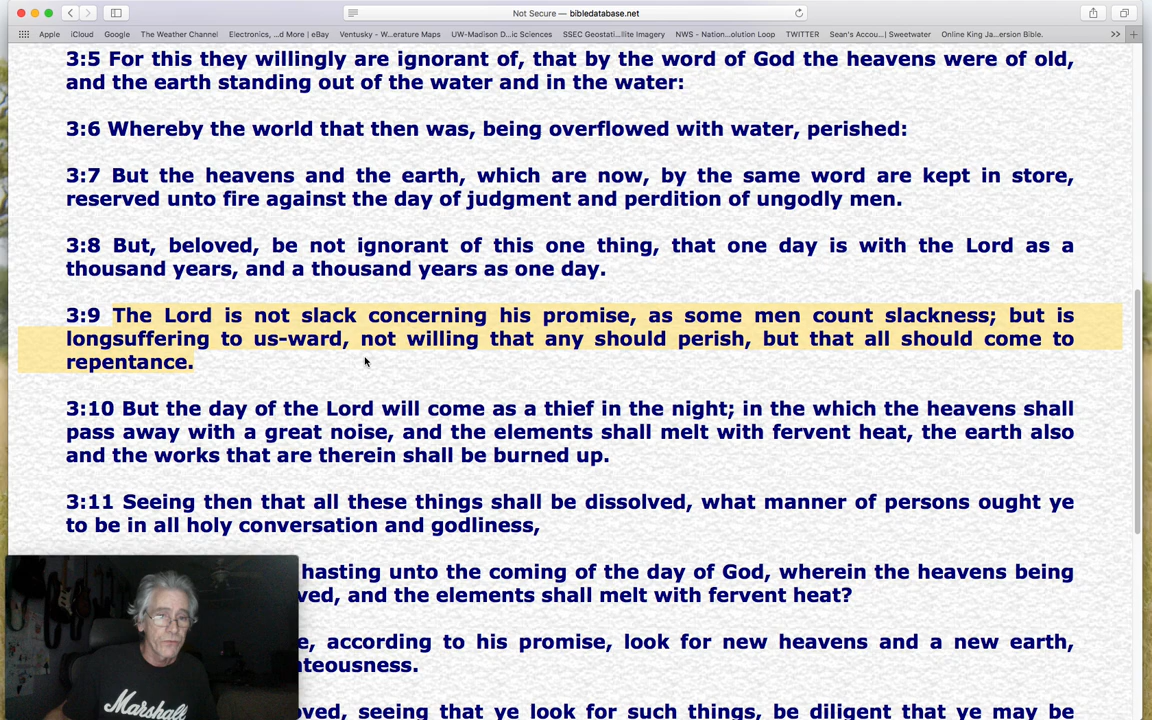 Not Secure — bibledatabase.net
Apple iCloud Google The Weather Channel Electronics, ...d More | eBay Ventusky - W...erature Maps UW-Madison D...ic Sciences SSEC Geostati...llite Imagery NWS - Nation...olution Loop TWITTER Sean's Accou...| Sweetwater Online King Ja...ersion Bible.
3:5 For this they willingly are ignorant of, that by the word of God the heavens were of old,
and the earth standing out of the water and in the water:
3:6 Whereby the world that then was, being overflowed with water, perished:
3:7 But the heavens and the earth, which are now, by the same word are kept in store,
reserved unto fire against the day of judgment and perdition of ungodly men.
3:8 But, beloved, be not ignorant of this one thing, that one day is with the Lord as a
thousand years, and a thousand years as one day.
3:9 The Lord is not slack concerning his promise, as some men count slackness; but is
longsuffering to us-ward, not willing that any should perish, but that all should come to
repentance.
3:10 But the day of the Lord will come as a thief in the night; in the which the heavens shall
pass away with a great noise, and the elements shall melt with fervent heat, the earth also
and the works that are therein shall be burned up.
3:11 Seeing then that all these things shall be dissolved, what manner of persons ought ye
to be in all holy conversation and godliness,
hasting unto the coming of the day of God, wherein the heavens being
ved, and the elements shall melt with fervent heat?
e, according to his promise, look for new heavens and a new earth,
hteousness.
oved, seeing that ye look for such things, be diligent that ye may be
Marshall